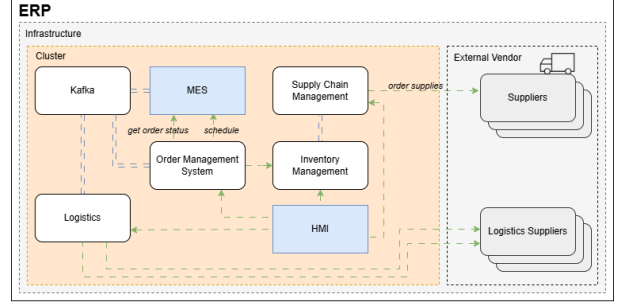 ERP
Infrastructure
Cluster
External Vendor
Kafka
MES
Supply Chain
Management
order supplies
Suppliers
get order status
schedule
Order Management
System
Inventory
Management
Logistics
HMI
Logistics Suppliers